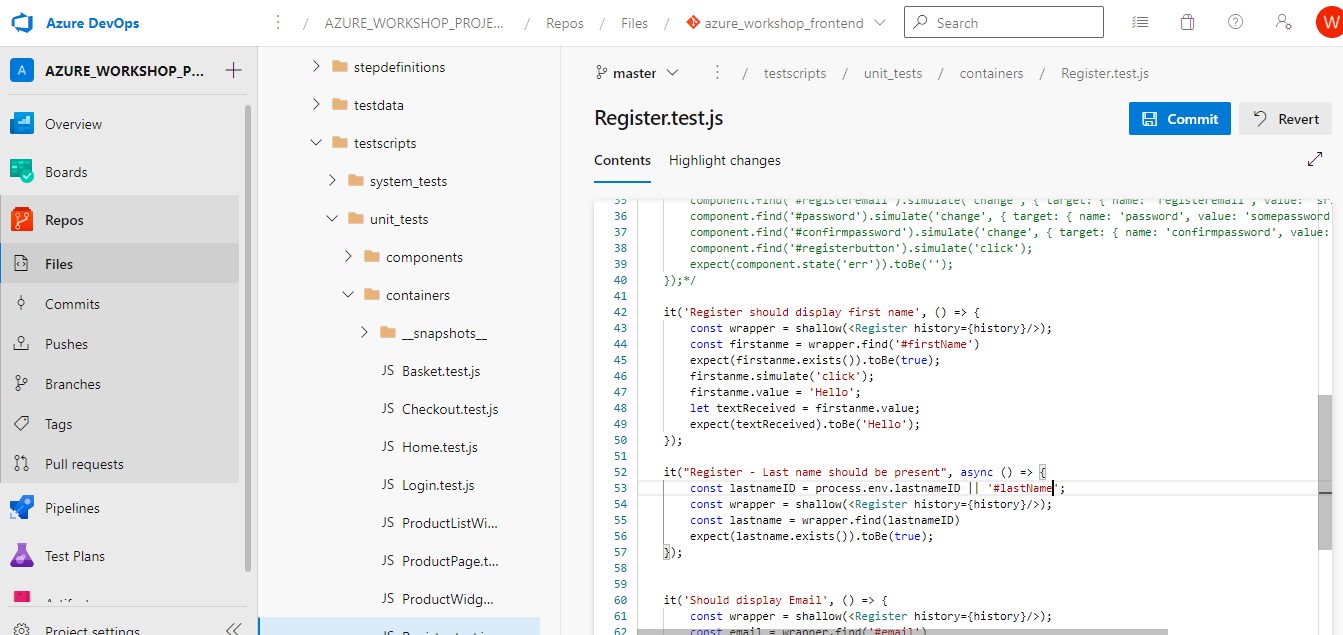 Azure DevOps
/ AZURE_WORKSHOP_PROJE... / Repos / Files / azure_workshop_frontend
Search
W
A AZURE_WORKSHOP_P...
Overview
Boards
Repos
Files
Commits
Pushes
Branches
Tags
Pull requests
Pipelines
Test Plans
Project settings
stepdefinitions
testdata
testscripts
system_tests
unit_tests
components
containers
__snapshots__
JS Basket.test.js
JS Checkout.test.js
JS Home.test.js
JS Login.test.js
JS ProductListWi...
JS ProductPage.t...
JS ProductWidg...
master / testscripts / unit_tests / containers / Register.test.js
Register.test.js
Commit
Revert
Contents
Highlight changes
35 component.find('#registeremail').simulate('change', { target: { name: 'registeremail', value:
36 component.find('#password').simulate('change', { target: { name: 'password', value: 'somepassword
37 component.find('#confirmpassword').simulate('change', { target: { name: 'confirmpassword', value:
38 component.find('#registerbutton').simulate('click');
39 expect(component.state('err')).toBe('');
40 });*/
41
42 it('Register should display first name', () => {
43 const wrapper = shallow(<Register history={history}/>);
44 const firstanme = wrapper.find('#firstName')
45 expect(firstanme.exists()).toBe(true);
46 firstanme.simulate('click');
47 firstanme.value = 'Hello';
48 let textReceived = firstanme.value;
49 expect(textReceived).toBe('Hello');
50 });
51
52 it("Register - Last name should be present", async () => {
53 const lastnameID = process.env.lastnameID || '#lastName';
54 const wrapper = shallow(<Register history={history}/>);
55 const lastname = wrapper.find(lastnameID)
56 expect(lastname.exists()).toBe(true);
57 });
58
59
60 it('Should display Email', () => {
61 const wrapper = shallow(<Register history={history}/>);
62 const email = wrapper.find('#email')